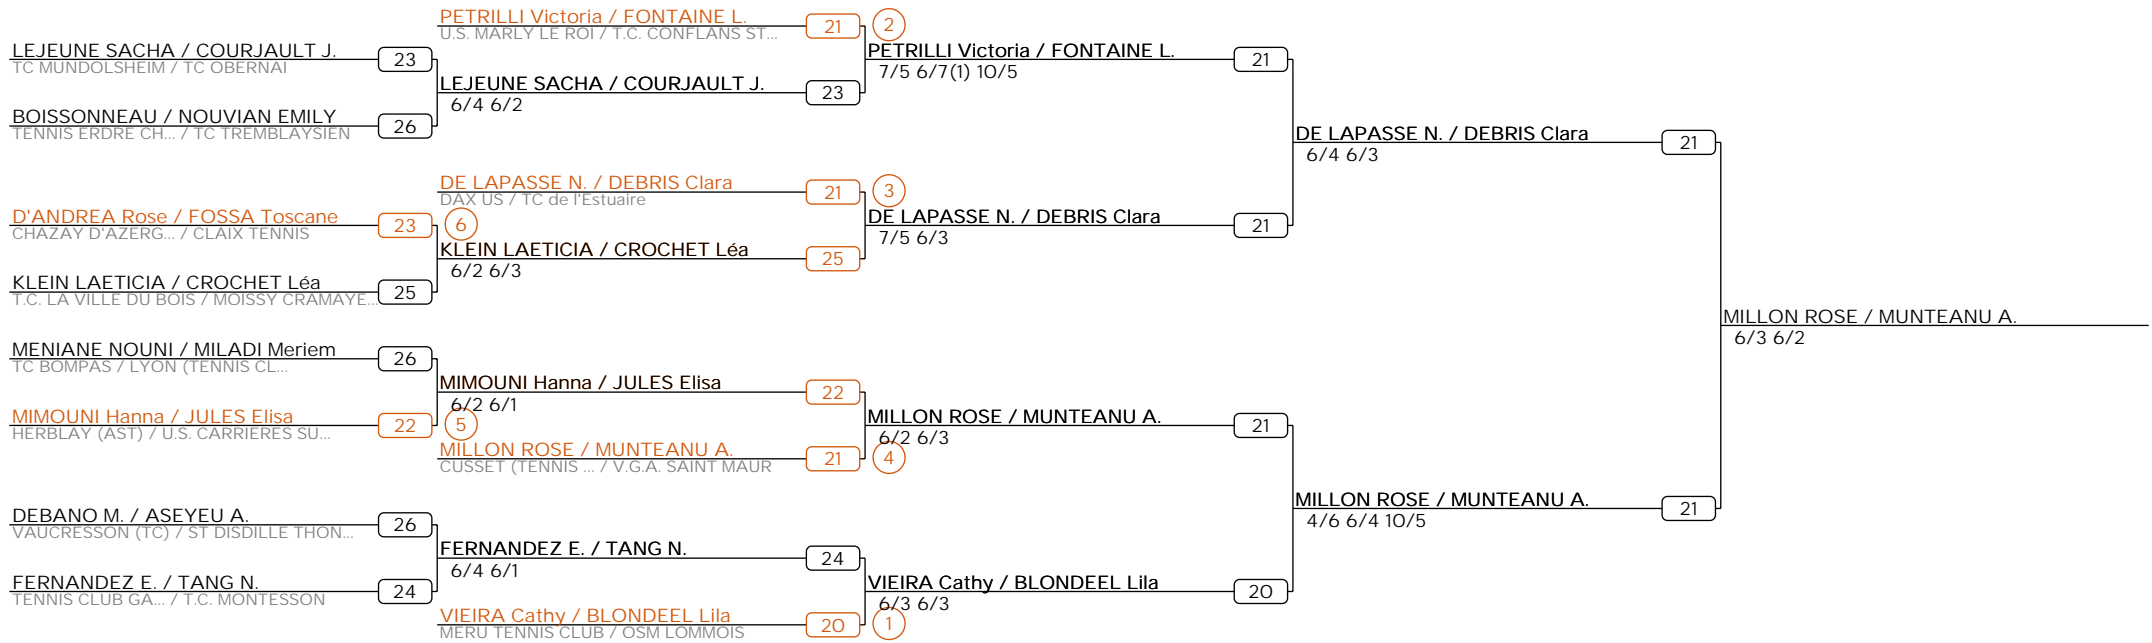 LEJEUNE SACHA / COURJAULT J.
TC MUNDOLSHEIM / TC OBERNAI
23
BOISSONNEAU / NOUVIAN EMILY
TENNIS ERDRE CH... / TC TREMBLAYSIEN
26
D'ANDREA Rose / FOSSA Toscane
CHAZAY D'AZERG... / CLAIX TENNIS
23
6
KLEIN LAETICIA / CROCHET Léa
T.C. LA VILLE DU BOIS / MOISSY CRAMAYE...
25
MENIANE NOUNI / MILADI Meriem
TC BOMPAS / LYON (TENNIS CL...
26
MIMOUNI Hanna / JULES Elisa
HERBLAY (AST) / U.S. CARRIERES SU...
22
5
DEBANO M. / ASEYEU A.
VAUCRESSON (TC) / ST DISDILLE THON...
26
FERNANDEZ E. / TANG N.
TENNIS CLUB GA... / T.C. MONTESSON
24
PETRILLI Victoria / FONTAINE L.
U.S. MARLY LE ROI / T.C. CONFLANS ST...
21
2
LEJEUNE SACHA / COURJAULT J.
6/4 6/2
23
DE LAPASSE N. / DEBRIS Clara
DAX US / TC de l'Estuaire
21
3
KLEIN LAETICIA / CROCHET Léa
6/2 6/3
25
MIMOUNI Hanna / JULES Elisa
6/2 6/1
22
MILLON ROSE / MUNTEANU A.
CUSSET (TENNIS ... / V.G.A. SAINT MAUR
21
4
FERNANDEZ E. / TANG N.
6/4 6/1
24
VIEIRA Cathy / BLONDEEL Lila
MERU TENNIS CLUB / OSM LOMMOIS
20
1
PETRILLI Victoria / FONTAINE L.
7/5 6/7(1) 10/5
21
DE LAPASSE N. / DEBRIS Clara
7/5 6/3
21
MILLON ROSE / MUNTEANU A.
6/2 6/3
21
VIEIRA Cathy / BLONDEEL Lila
6/3 6/3
20
DE LAPASSE N. / DEBRIS Clara
6/4 6/3
21
MILLON ROSE / MUNTEANU A.
4/6 6/4 10/5
21
MILLON ROSE / MUNTEANU A.
6/3 6/2